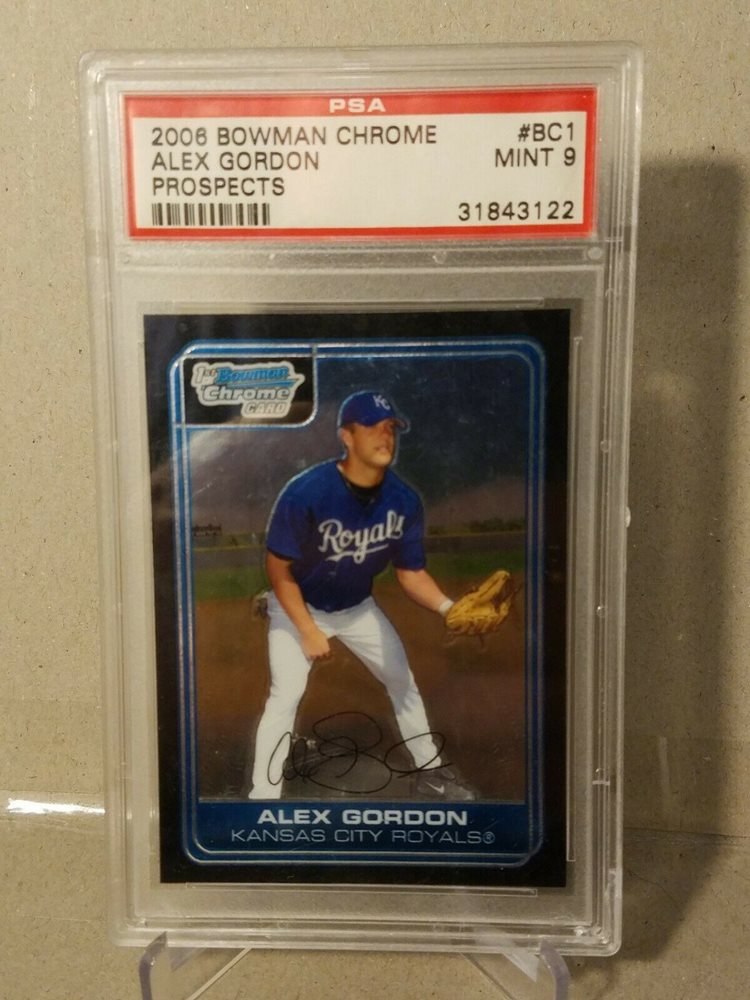 PSA
2006 BOWMAN CHROME #BC1
ALEX GORDON MINT 9
PROSPECTS
31843122
1st Bowman
Chrome
CARD
KC
Royals
ALEX GORDON
KANSAS CITY ROYALS®